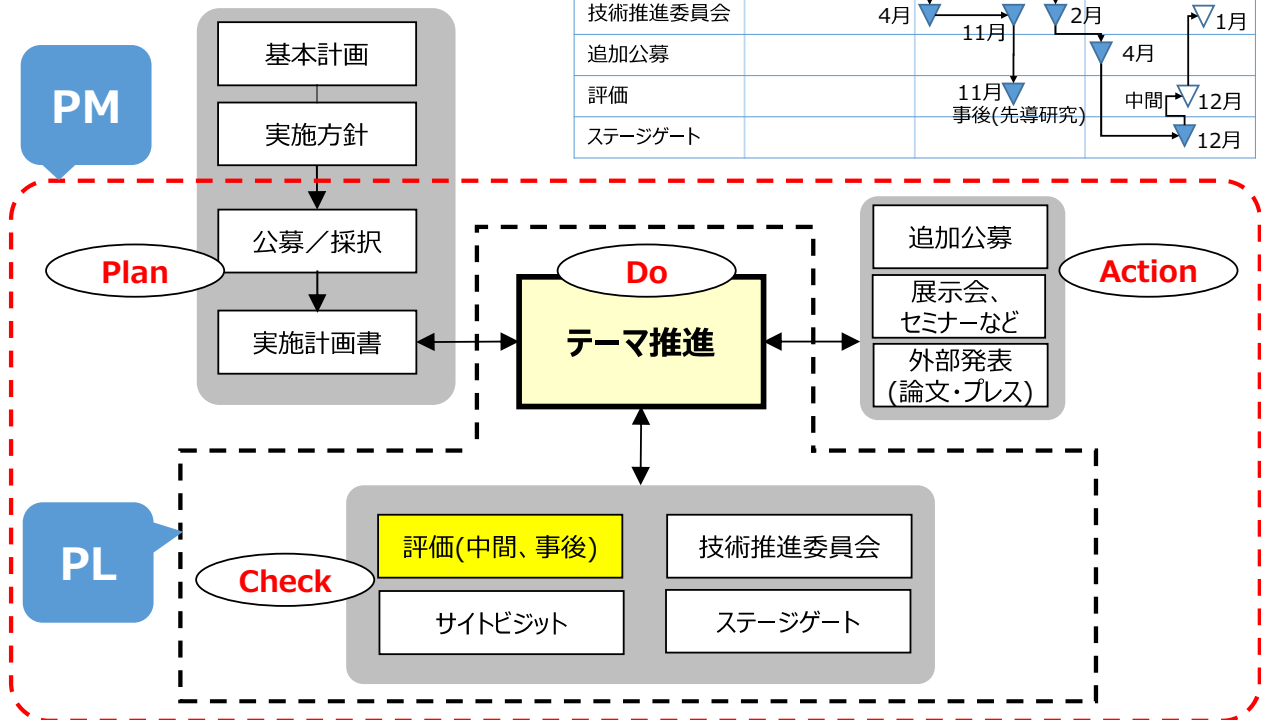 技術推進委員会
4月
11月
2月
1月
追加公募
4月
評価
11月
事後(先導研究)
中間
12月
ステージゲート
12月
PM
基本計画
実施方針
公募／採択
実施計画書
Plan
Do
テーマ推進
追加公募
展示会、
セミナーなど
外部発表
(論文・プレス)
Action
PL
Check
評価(中間、事後)
技術推進委員会
サイトビジット
ステージゲート